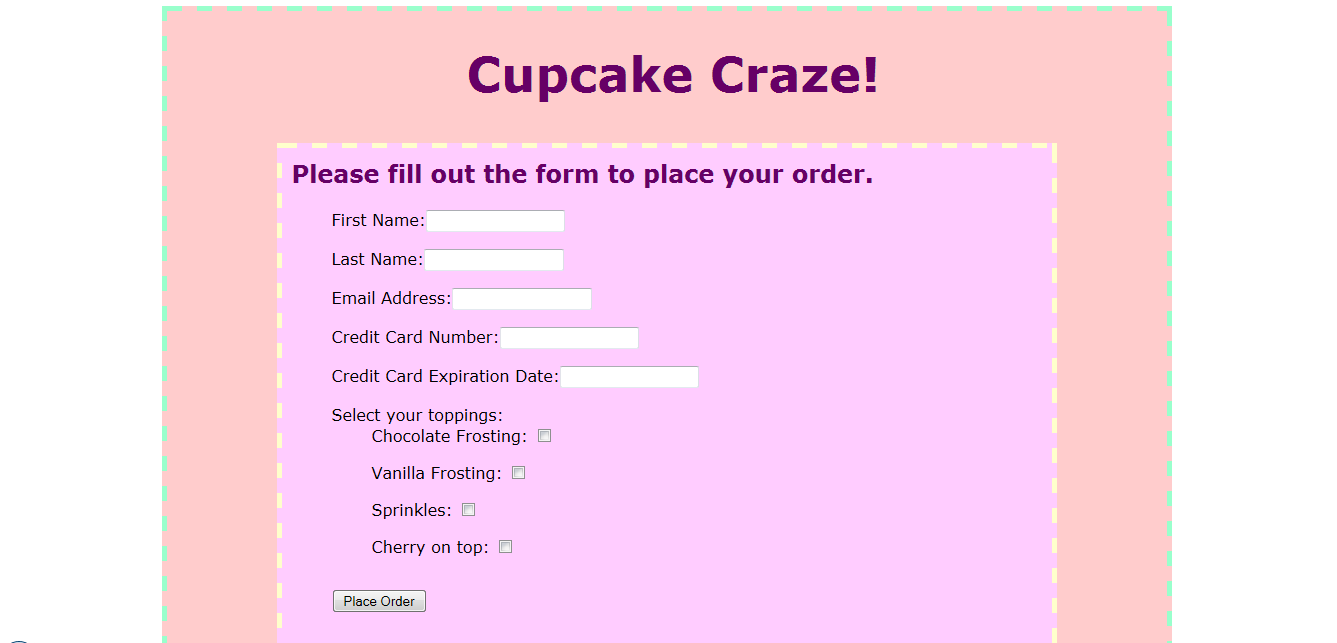 Cupcake Craze!
Please fill out the form to place your order.
First Name:
Last Name:
Email Address:
Credit Card Number:
Credit Card Expiration Date:
Select your toppings:
Chocolate Frosting:
Vanilla Frosting:
Sprinkles:
Cherry on top:
Place Order